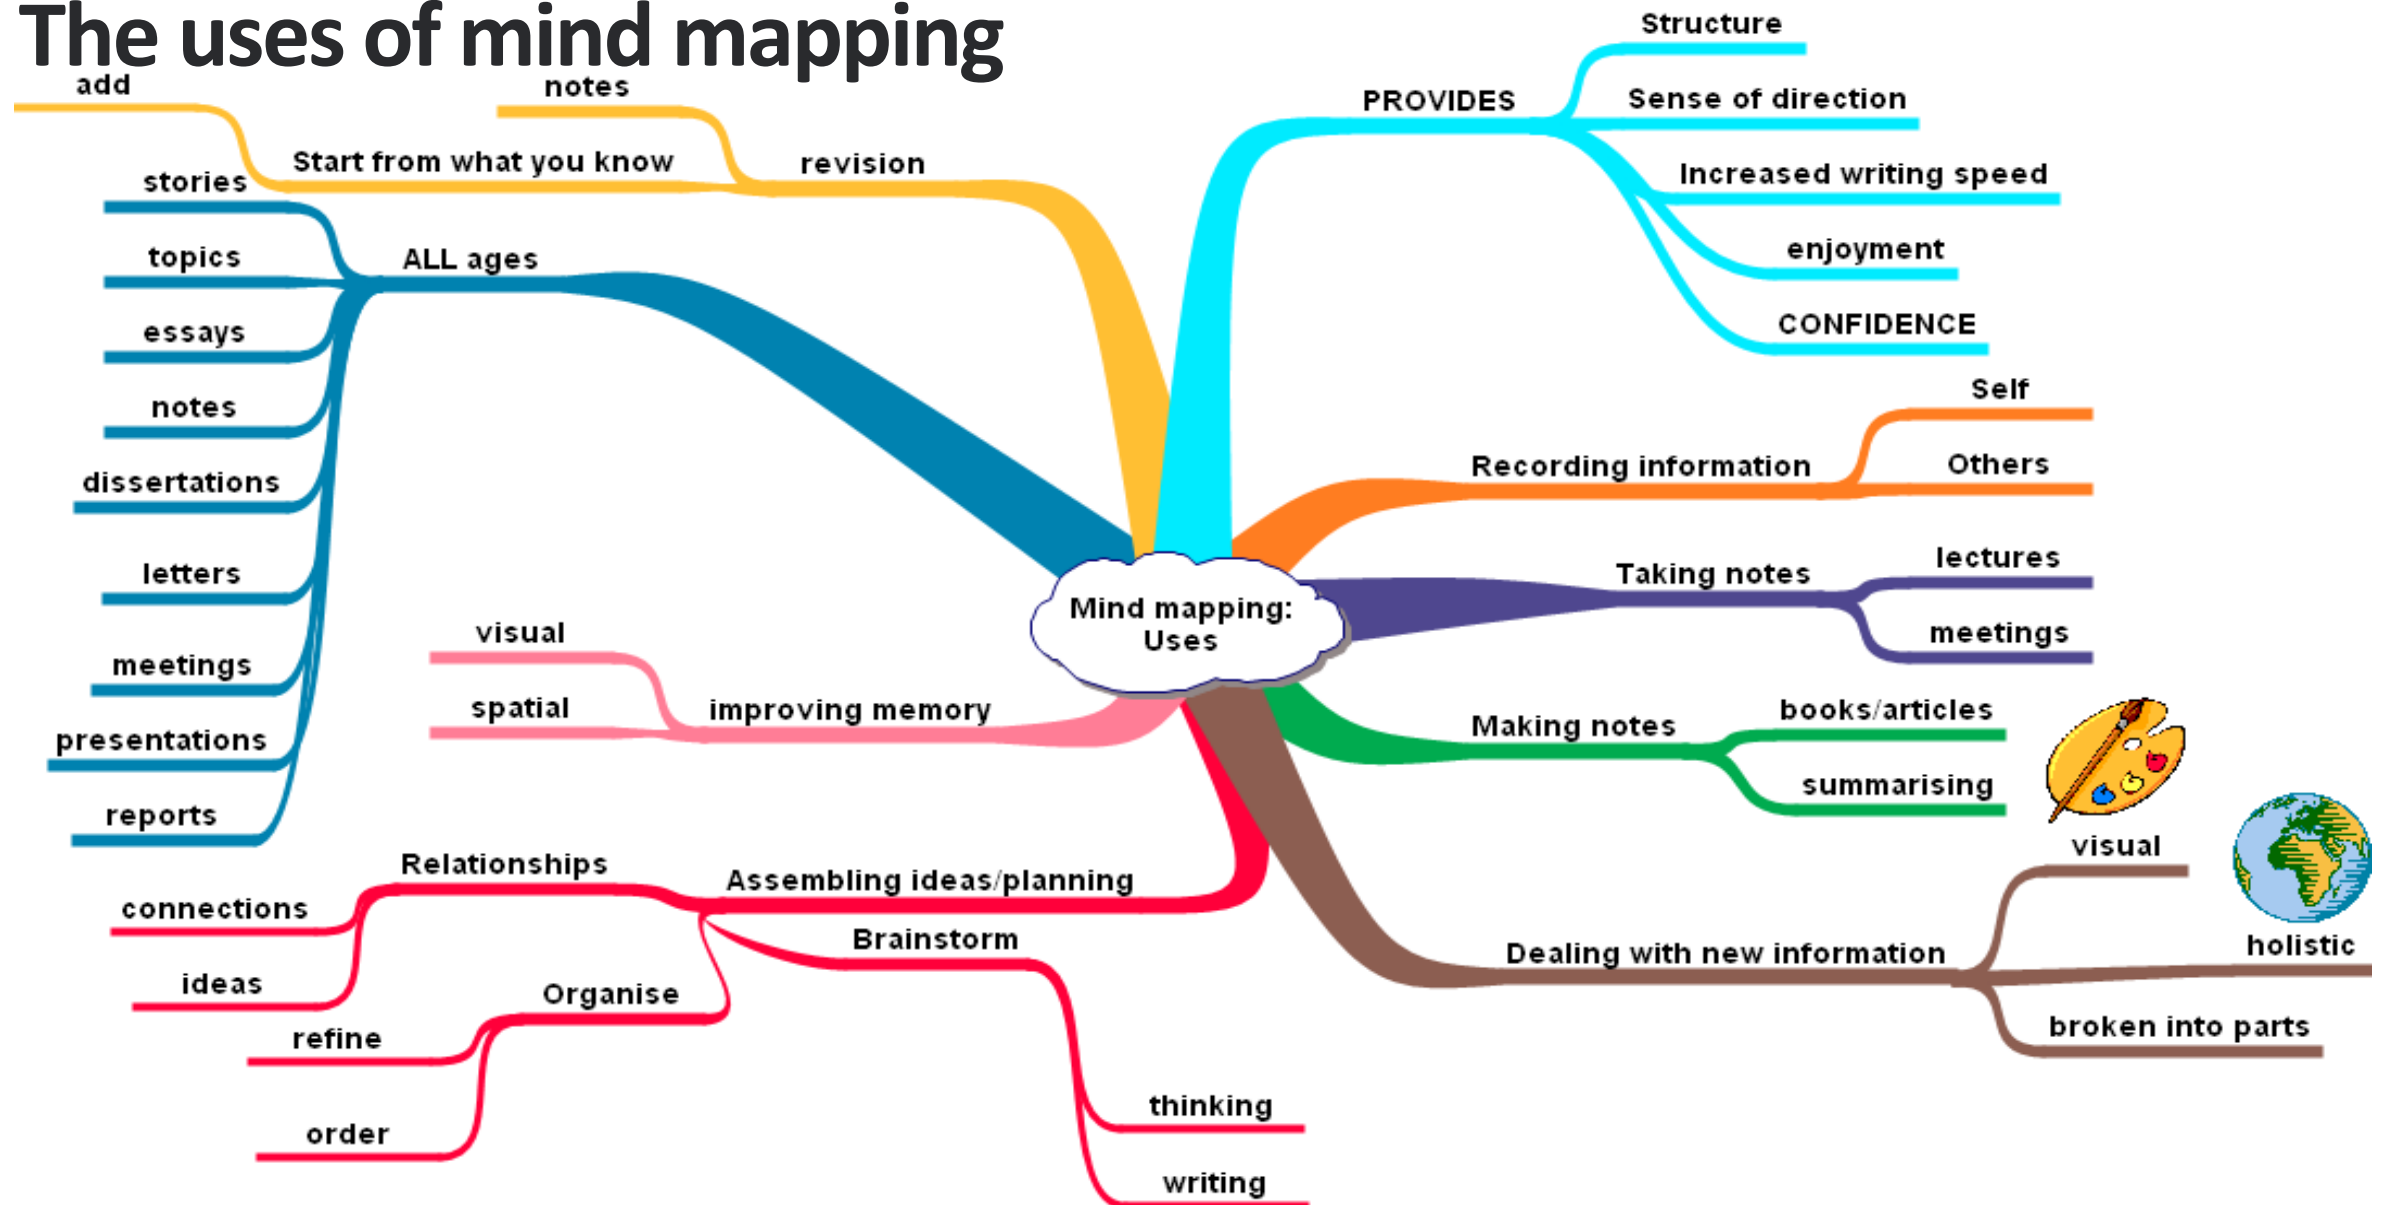 The uses of mind mapping
add
notes
Start from what you know
revision
stories
topics
ALL ages
essays
notes
dissertations
letters
meetings
presentations
reports
visual
spatial
improving memory
Relationships
Assembling ideas/planning
connections
ideas
Brainstorm
Organise
refine
order
thinking
writing
Mind mapping:
Uses
PROVIDES
Structure
Sense of direction
Increased writing speed
enjoyment
CONFIDENCE
Recording information
Self
Others
Taking notes
lectures
meetings
Making notes
books/articles
summarising
Dealing with new information
visual
holistic
broken into parts